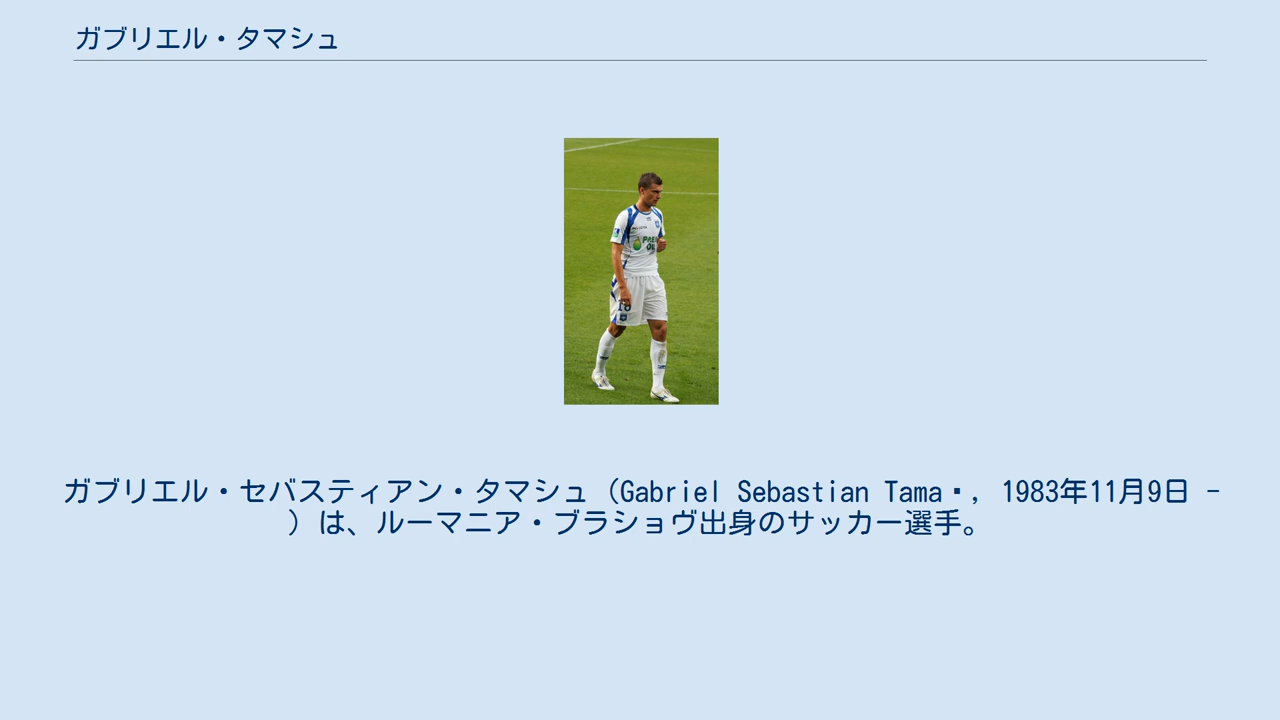 ガブリエル・タマシュ
ガブリエル・セバスティアン・タマシュ（Gabriel Sebastian Tama▪, 1983年11月9日 -
）は、ルーマニア・ブラショヴ出身のサッカー選手。